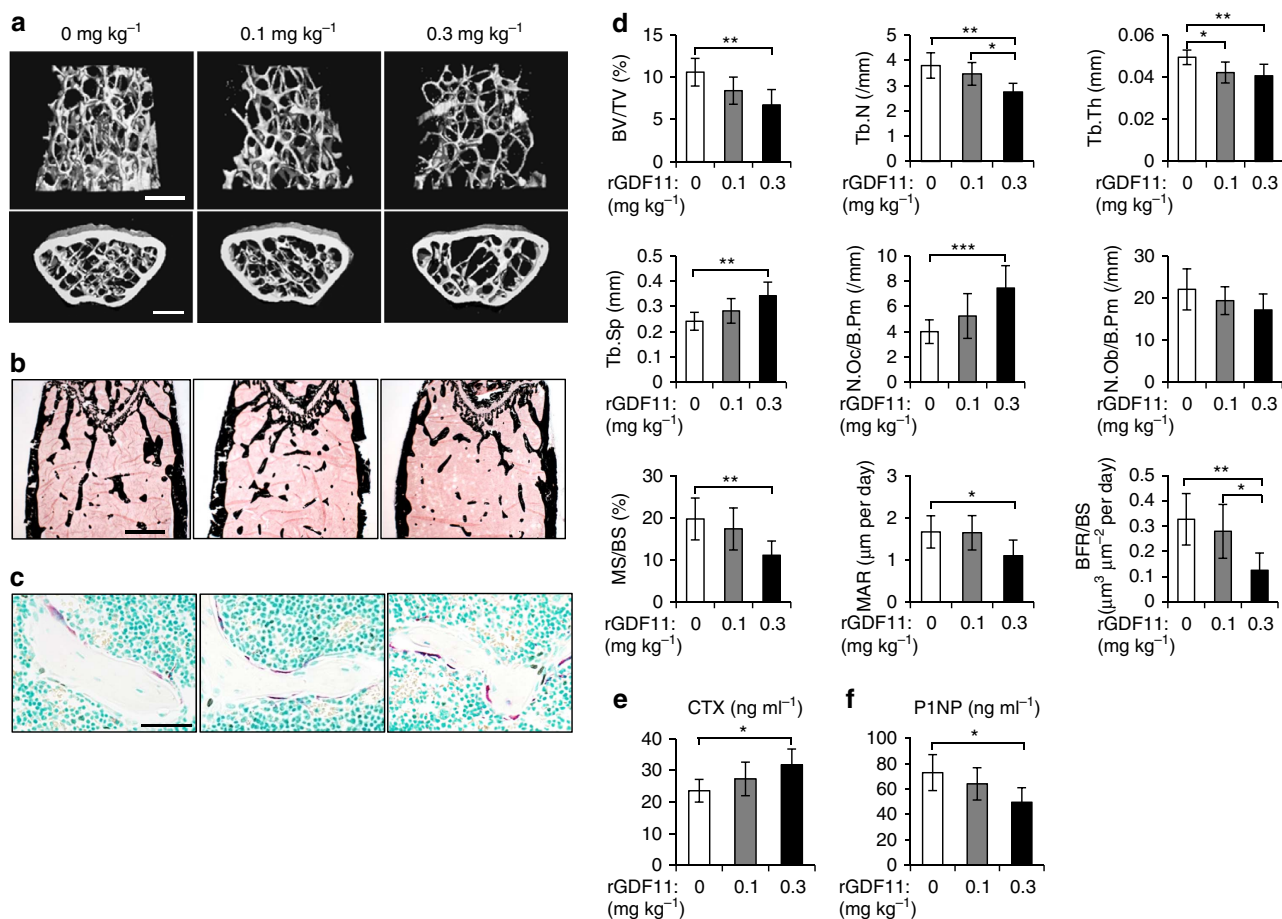 a
0 mg kg⁻¹ 0.1 mg kg⁻¹ 0.3 mg kg⁻¹
b
c
d
BV/TV (%)
15
10
5
0
**
rGDF11: 0 0.1 0.3
(mg kg⁻¹)
Tb.N (/mm)
5
4
3
2
1
0
**
*
rGDF11: 0 0.1 0.3
(mg kg⁻¹)
Tb.Th (mm)
0.06
0.04
0.02
0
**
*
rGDF11: 0 0.1 0.3
(mg kg⁻¹)
Tb.Sp (mm)
0.5
0.4
0.3
0.2
0.1
0
**
rGDF11: 0 0.1 0.3
(mg kg⁻¹)
N.Oc/B.Pm (/mm)
10
8
6
4
2
0
***
rGDF11: 0 0.1 0.3
(mg kg⁻¹)
N.Ob/B.Pm (/mm)
30
20
10
0
rGDF11: 0 0.1 0.3
(mg kg⁻¹)
MS/BS (%)
30
20
10
0
**
rGDF11: 0 0.1 0.3
(mg kg⁻¹)
MAR (μm per day)
3
2
1
0
*
rGDF11: 0 0.1 0.3
(mg kg⁻¹)
BFR/BS
(μm³ μm⁻² per day)
0.5
0.4
0.3
0.2
0.1
0
**
*
rGDF11: 0 0.1 0.3
(mg kg⁻¹)
e
CTX (ng ml⁻¹)
40
30
20
10
0
*
rGDF11: 0 0.1 0.3
(mg kg⁻¹)
f
P1NP (ng ml⁻¹)
100
80
60
40
20
0
*
rGDF11: 0 0.1 0.3
(mg kg⁻¹)